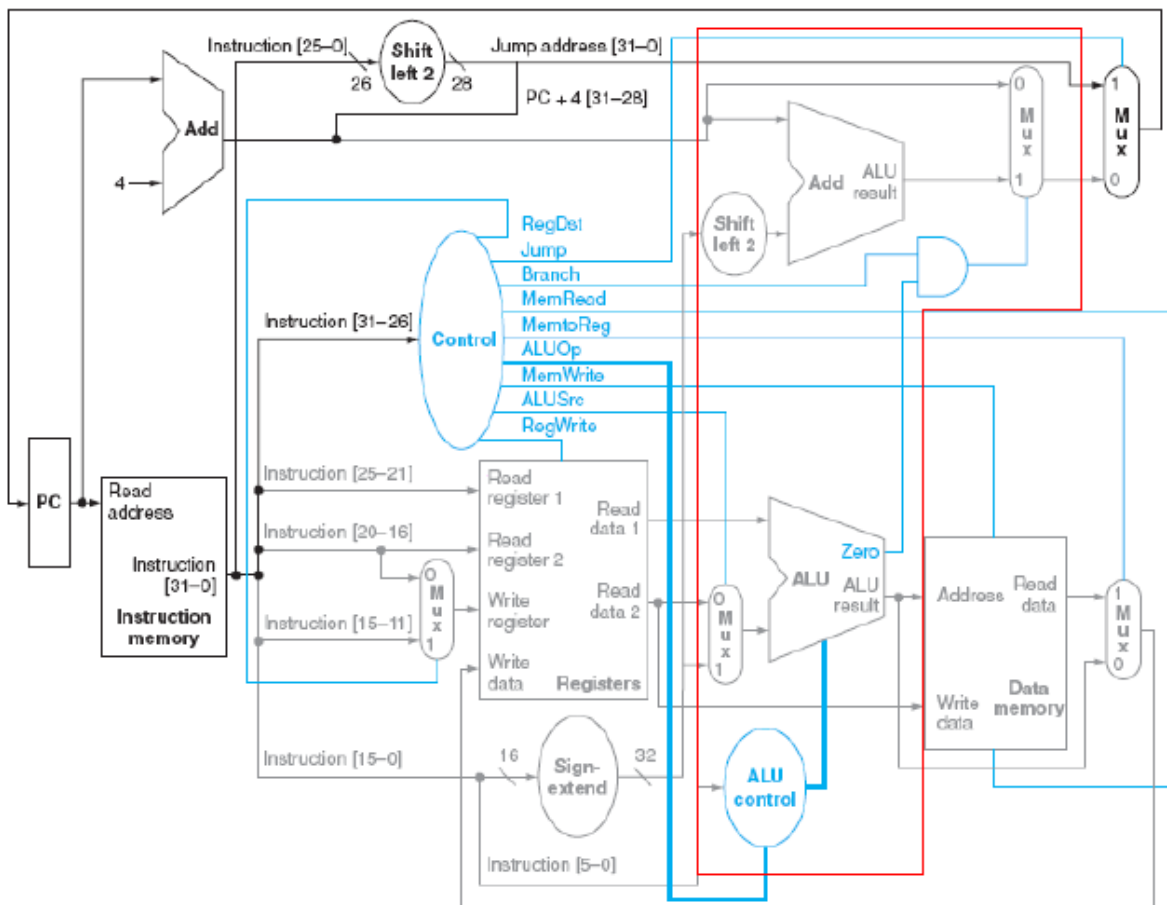 Instruction [25–0]
Shift
left 2
Jump address [31–0]
26
28
PC + 4 [31–28]
Add
4
0
M
u
x
1
1
M
u
x
0
Add
ALU
result
Shift
left 2
RegDst
Jump
Branch
MemRead
MemtoReg
ALUOp
MemWrite
ALUSrc
RegWrite
Instruction [31–26]
Control
PC
Read
address
Instruction
[31–0]
Instruction
memory
Instruction [25–21]
Instruction [20–16]
Instruction [15–11]
0
M
u
x
1
Read
register 1
Read
register 2
Write
register
Write
data
Read
data 1
Read
data 2
Registers
0
M
u
x
1
Zero
ALU
ALU
result
Address
Read
data
Write
data
Data
memory
1
M
u
x
0
Instruction [15–0]
16
Sign-
extend
32
ALU
control
Instruction [5–0]